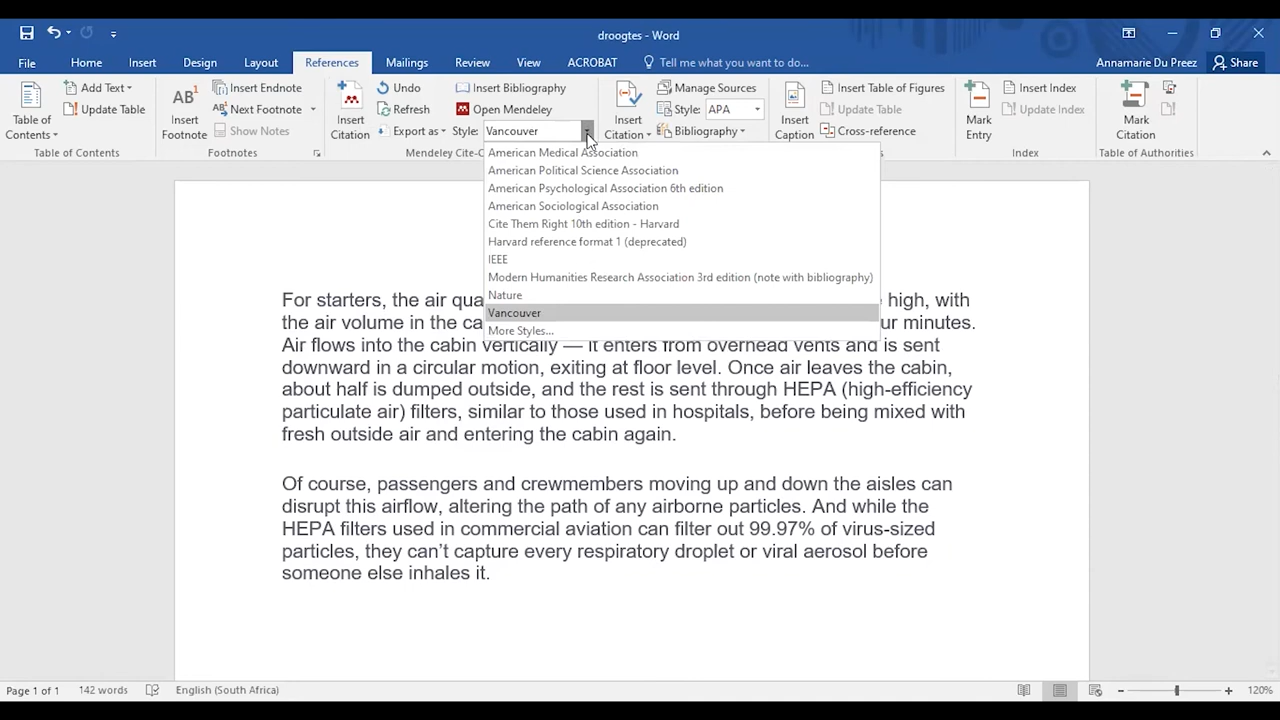 droogtes - Word
File Home Insert Design Layout References Mailings Review View ACROBAT Tell me what you want to do... Annamarie Du Preez Share
Table of Contents
Add Text
Update Table
Table of Contents
AB1
Insert Footnote
Insert Endnote
AB1 Next Footnote
Show Notes
Footnotes
Insert Citation
Undo
Refresh
Export as
Insert Bibliography
Open Mendeley
Style: Vancouver
Mendeley Cite-O
American Medical Association
American Political Science Association
American Psychological Association 6th edition
American Sociological Association
Cite Them Right 10th edition - Harvard
Harvard reference format 1 (deprecated)
IEEE
Modern Humanities Research Association 3rd edition (note with bibliography)
Nature
Vancouver
More Styles...
Insert Citation
Manage Sources
Style: APA
Bibliography
Insert Caption
Insert Table of Figures
Update Table
Cross-reference
Mark Entry
Insert Index
Update Index
Index
Mark Citation
Table of Authorities
For starters, the air qua e high, with
the air volume in the ca ur minutes.
Air flows into the cabin vertically — it enters from overhead vents and is sent
downward in a circular motion, exiting at floor level. Once air leaves the cabin,
about half is dumped outside, and the rest is sent through HEPA (high-efficiency
particulate air) filters, similar to those used in hospitals, before being mixed with
fresh outside air and entering the cabin again.
Of course, passengers and crewmembers moving up and down the aisles can
disrupt this airflow, altering the path of any airborne particles. And while the
HEPA filters used in commercial aviation can filter out 99.97% of virus-sized
particles, they can’t capture every respiratory droplet or viral aerosol before
someone else inhales it.
Page 1 of 1 142 words English (South Africa) 120%